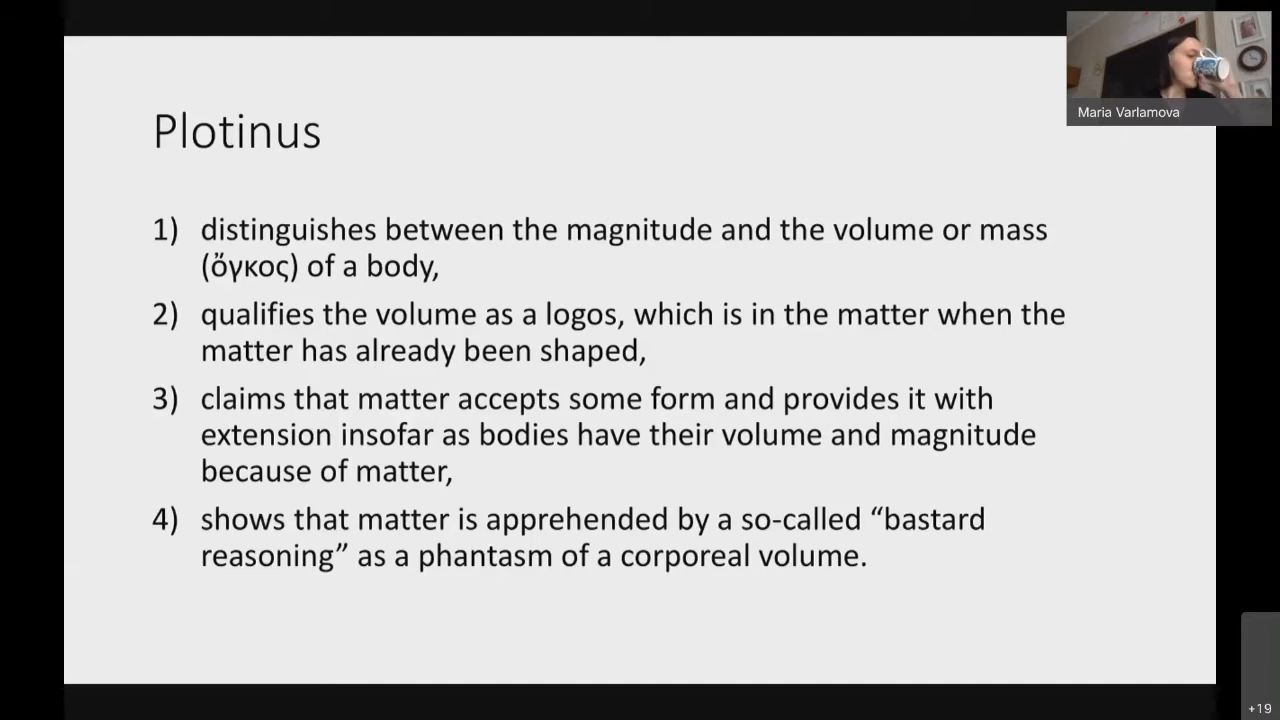 Plotinus
1) distinguishes between the magnitude and the volume or mass
(ὄγκος) of a body,
2) qualifies the volume as a logos, which is in the matter when the
matter has already been shaped,
3) claims that matter accepts some form and provides it with
extension insofar as bodies have their volume and magnitude
because of matter,
4) shows that matter is apprehended by a so-called “bastard
reasoning” as a phantasm of a corporeal volume.
Maria Varlamova
+19